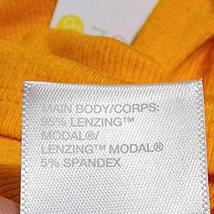 MAIN BODY/CORPS:
95% LENZING™
MODAL®/
LENZING™ MODAL®
5% SPANDEX